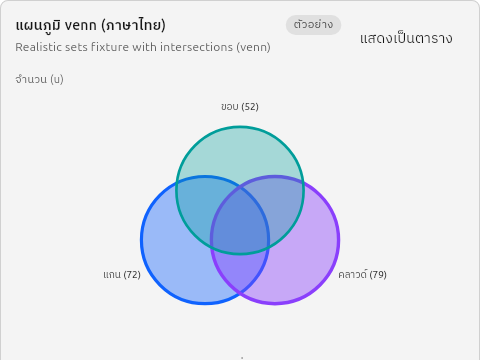 แผนภูมิ venn (ภาษาไทย)
ตัวอย่าง
แสดงเป็นตาราง
Realistic sets fixture with intersections (venn)
จำนวน (น)
ขอบ (52)
แกน (72)
คลาวด์ (79)